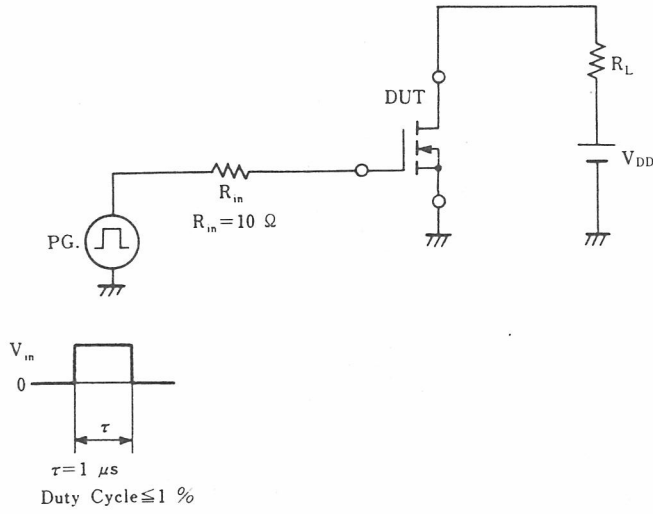 DUT
R_L
V_DD
R_in
R_in=10 Ω
PG.
V_in
0
τ
τ=1 μs
Duty Cycle≦1 %